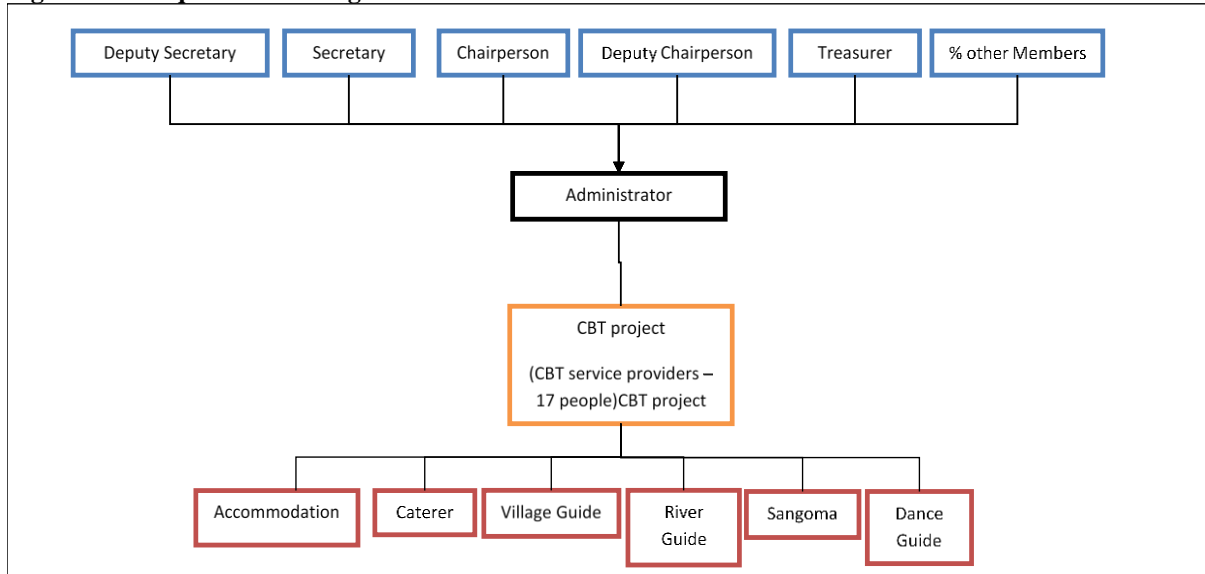 Deputy Secretary
Secretary
Chairperson
Deputy Chairperson
Treasurer
% other Members
Administrator
CBT project
(CBT service providers –
17 people)CBT project
Accommodation
Caterer
Village Guide
River
Guide
Sangoma
Dance
Guide